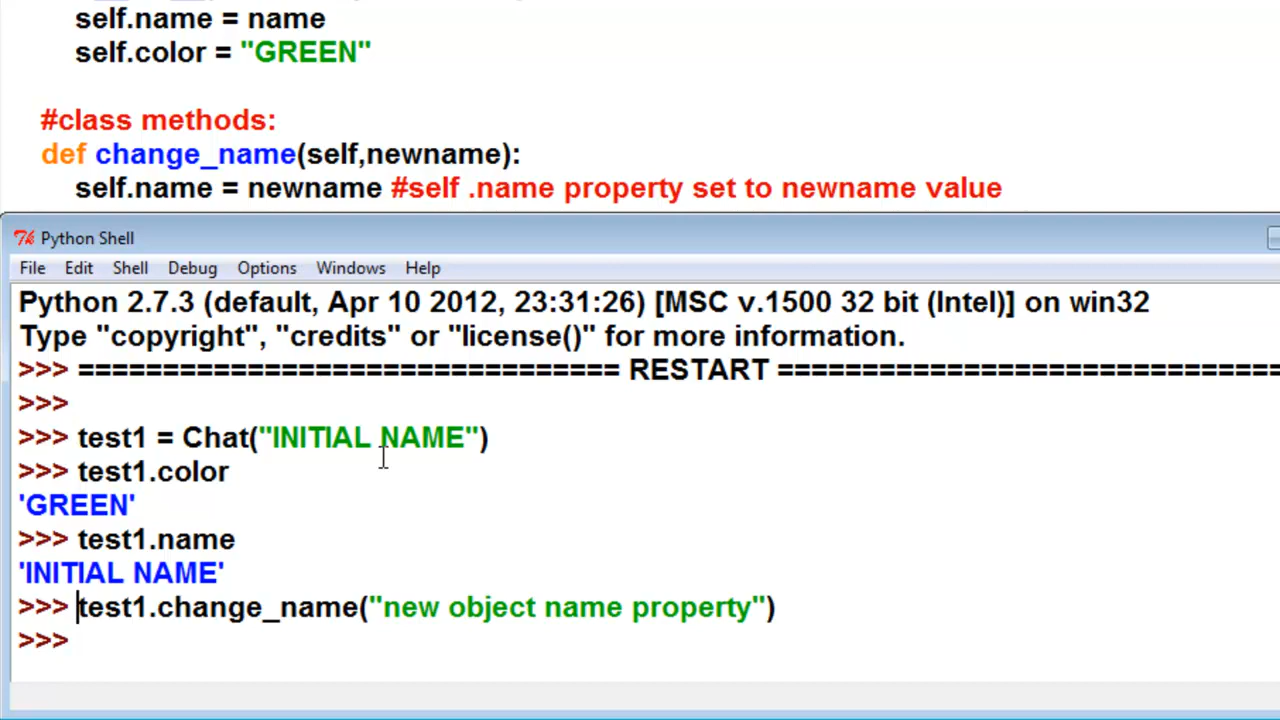 self.name = name
self.color = "GREEN"
#class methods:
def change_name(self,newname):
self.name = newname #self .name property set to newname value
Python Shell
File Edit Shell Debug Options Windows Help
Python 2.7.3 (default, Apr 10 2012, 23:31:26) [MSC v.1500 32 bit (Intel)] on win32
Type "copyright", "credits" or "license()" for more information.
>>> ================================ RESTART ==============================
>>>
>>> test1 = Chat("INITIAL NAME")
>>> test1.color
'GREEN'
>>> test1.name
'INITIAL NAME'
>>> test1.change_name("new object name property")
>>>